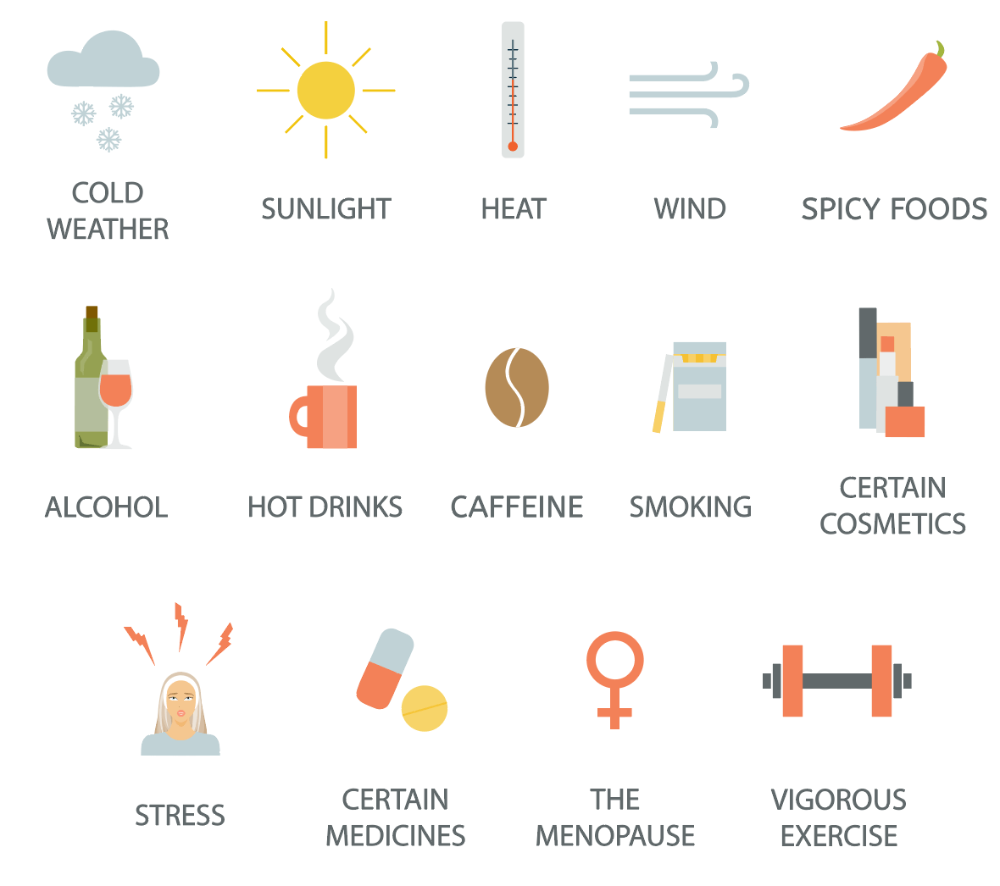 COLD
WEATHER
SUNLIGHT
HEAT
WIND
SPICY FOODS
ALCOHOL
HOT DRINKS
CAFFEINE
SMOKING
CERTAIN
COSMETICS
STRESS
CERTAIN
MEDICINES
THE
MENOPAUSE
VIGOROUS
EXERCISE